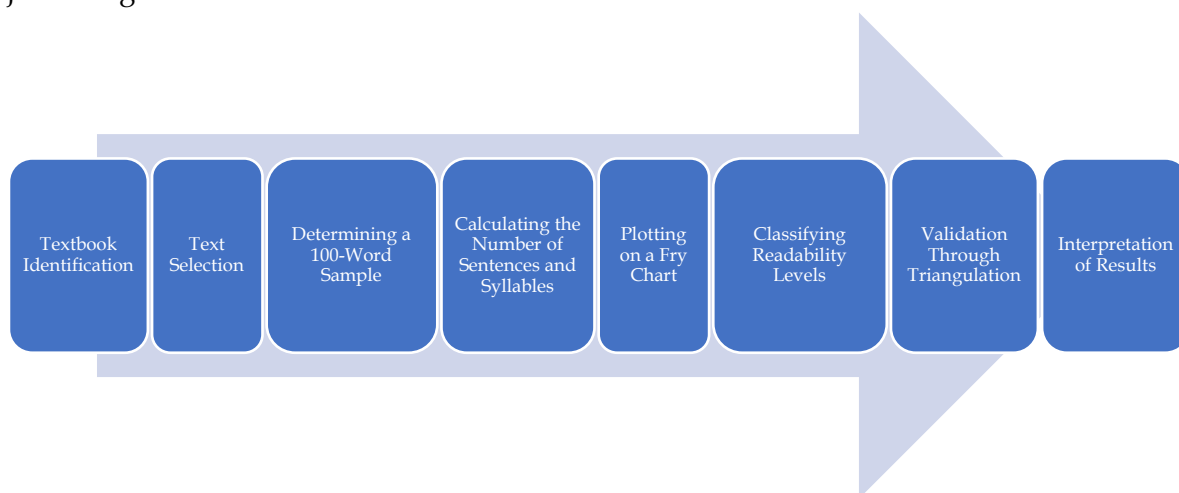 Textbook
Identification
Text
Selection
Determining a
100-Word
Sample
Calculating the
Number of
Sentences and
Syllables
Plotting
on a Fry
Chart
Classifying
Readability
Levels
Validation
Through
Triangulation
Interpretation
of Results